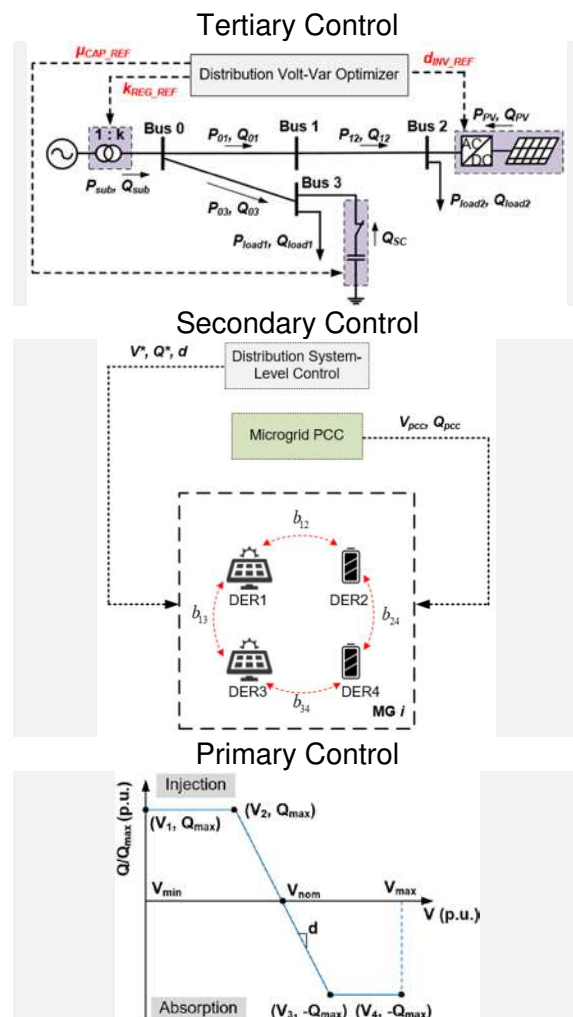 Tertiary Control
μCAP_REF
dINV_REF
Distribution Volt-Var Optimizer
kREG_REF
PPV, QPV
1 : k
Bus 0
P01, Q01
Bus 1
P12, Q12
Bus 2
AC
DC
Psub, Qsub
P03, Q03
Bus 3
Pload2, Qload2
Pload1, Qload1
QSC
Secondary Control
V*, Q*, d
Distribution System-
Level Control
Microgrid PCC
Vpcc, Qpcc
b12
DER1
DER2
b13
b24
DER3
DER4
b34
MG i
Primary Control
Injection
Q/Qmax (p.u.)
(V1, Qmax)
(V2, Qmax)
Vmin
Vnom
Vmax
V (p.u.)
d
Absorption
(V3, -Qmax)
(V4, -Qmax)